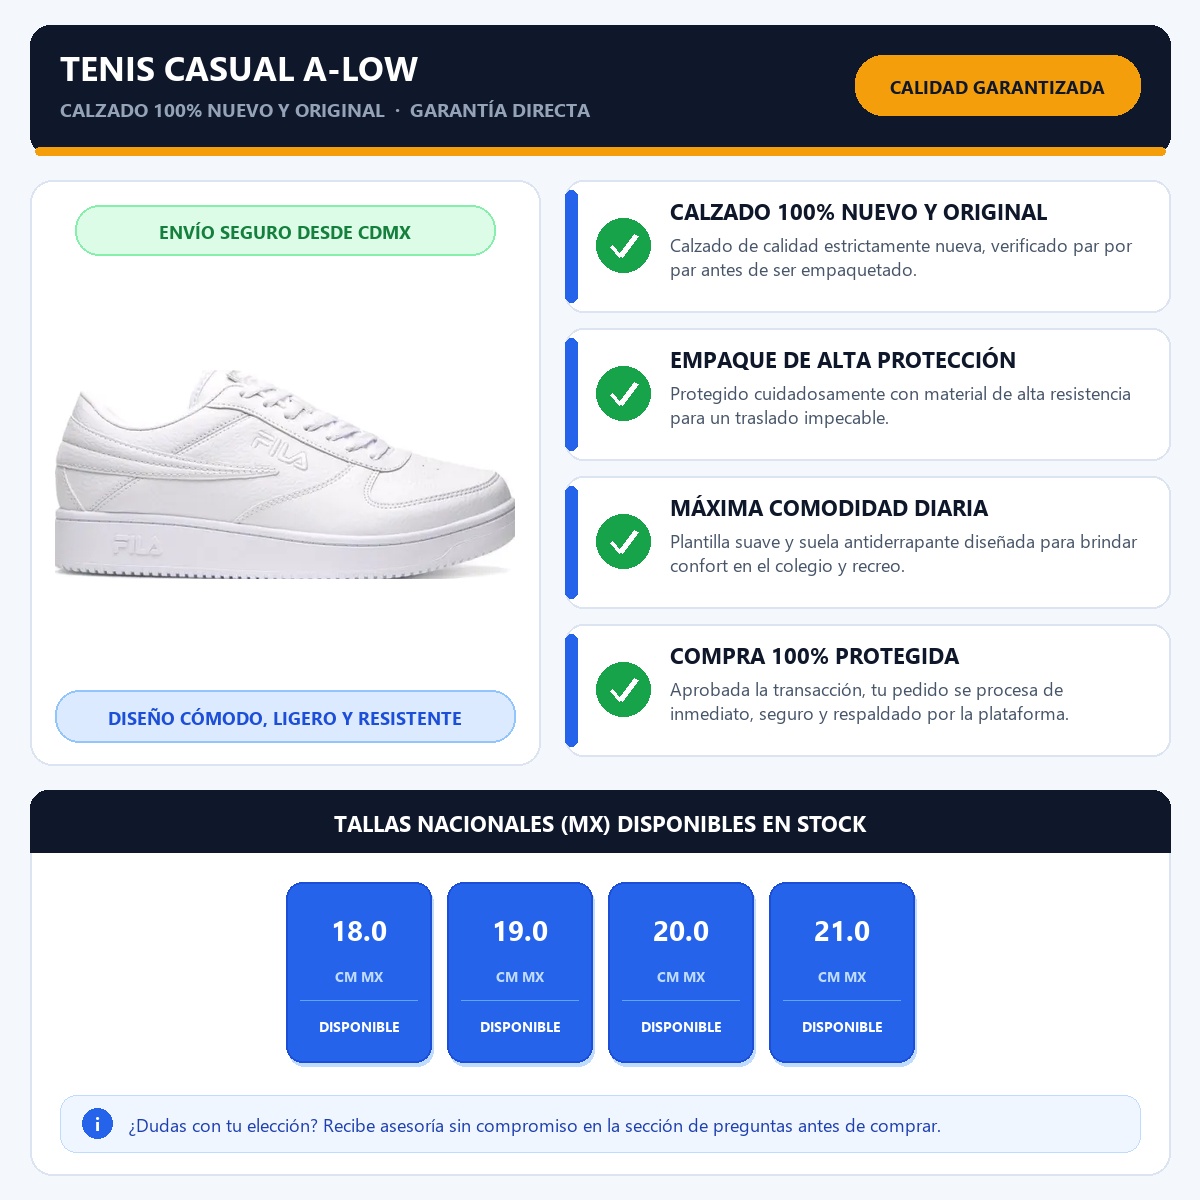 TENIS CASUAL A-LOW
CALZADO 100% NUEVO Y ORIGINAL · GARANTÍA DIRECTA
CALIDAD GARANTIZADA
ENVÍO SEGURO DESDE CDMX
FILA
FILA
DISEÑO CÓMODO, LIGERO Y RESISTENTE
CALZADO 100% NUEVO Y ORIGINAL
Calzado de calidad estrictamente nueva, verificado par por
par antes de ser empaquetado.
EMPAQUE DE ALTA PROTECCIÓN
Protegido cuidadosamente con material de alta resistencia
para un traslado impecable.
MÁXIMA COMODIDAD DIARIA
Plantilla suave y suela antiderrapante diseñada para brindar
confort en el colegio y recreo.
COMPRA 100% PROTEGIDA
Aprobada la transacción, tu pedido se procesa de
inmediato, seguro y respaldado por la plataforma.
TALLAS NACIONALES (MX) DISPONIBLES EN STOCK
18.0
CM MX
DISPONIBLE
19.0
CM MX
DISPONIBLE
20.0
CM MX
DISPONIBLE
21.0
CM MX
DISPONIBLE
¿Dudas con tu elección? Recibe asesoría sin compromiso en la sección de preguntas antes de comprar.